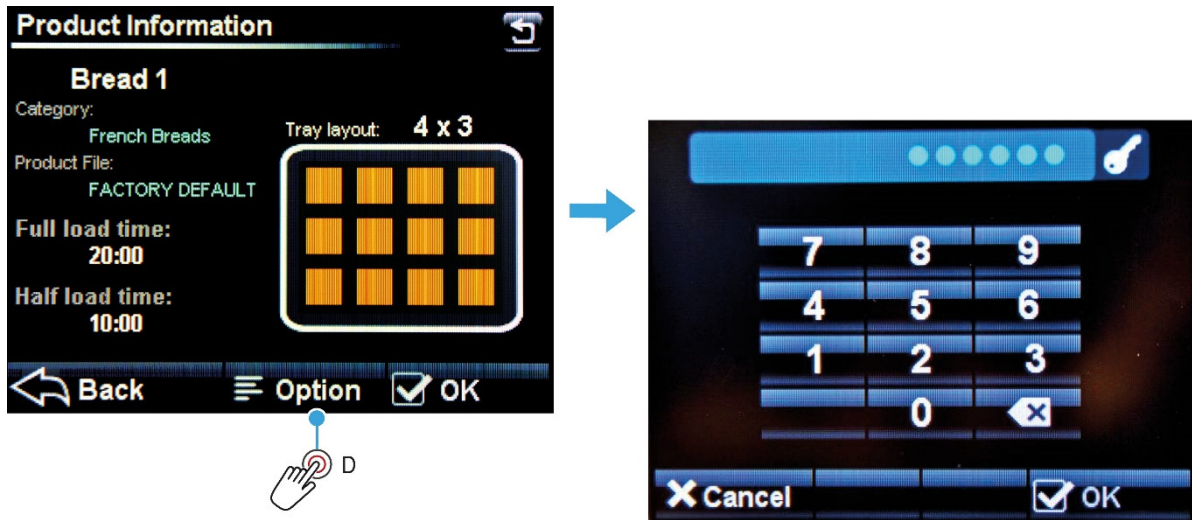 Product Information
Bread 1
Category:
French Breads
Product File:
FACTORY DEFAULT
Full load time:
20:00
Half load time:
10:00
Tray layout: 4 x 3
Back
Option
OK
D
7 8 9
4 5 6
1 2 3
0
Cancel
OK